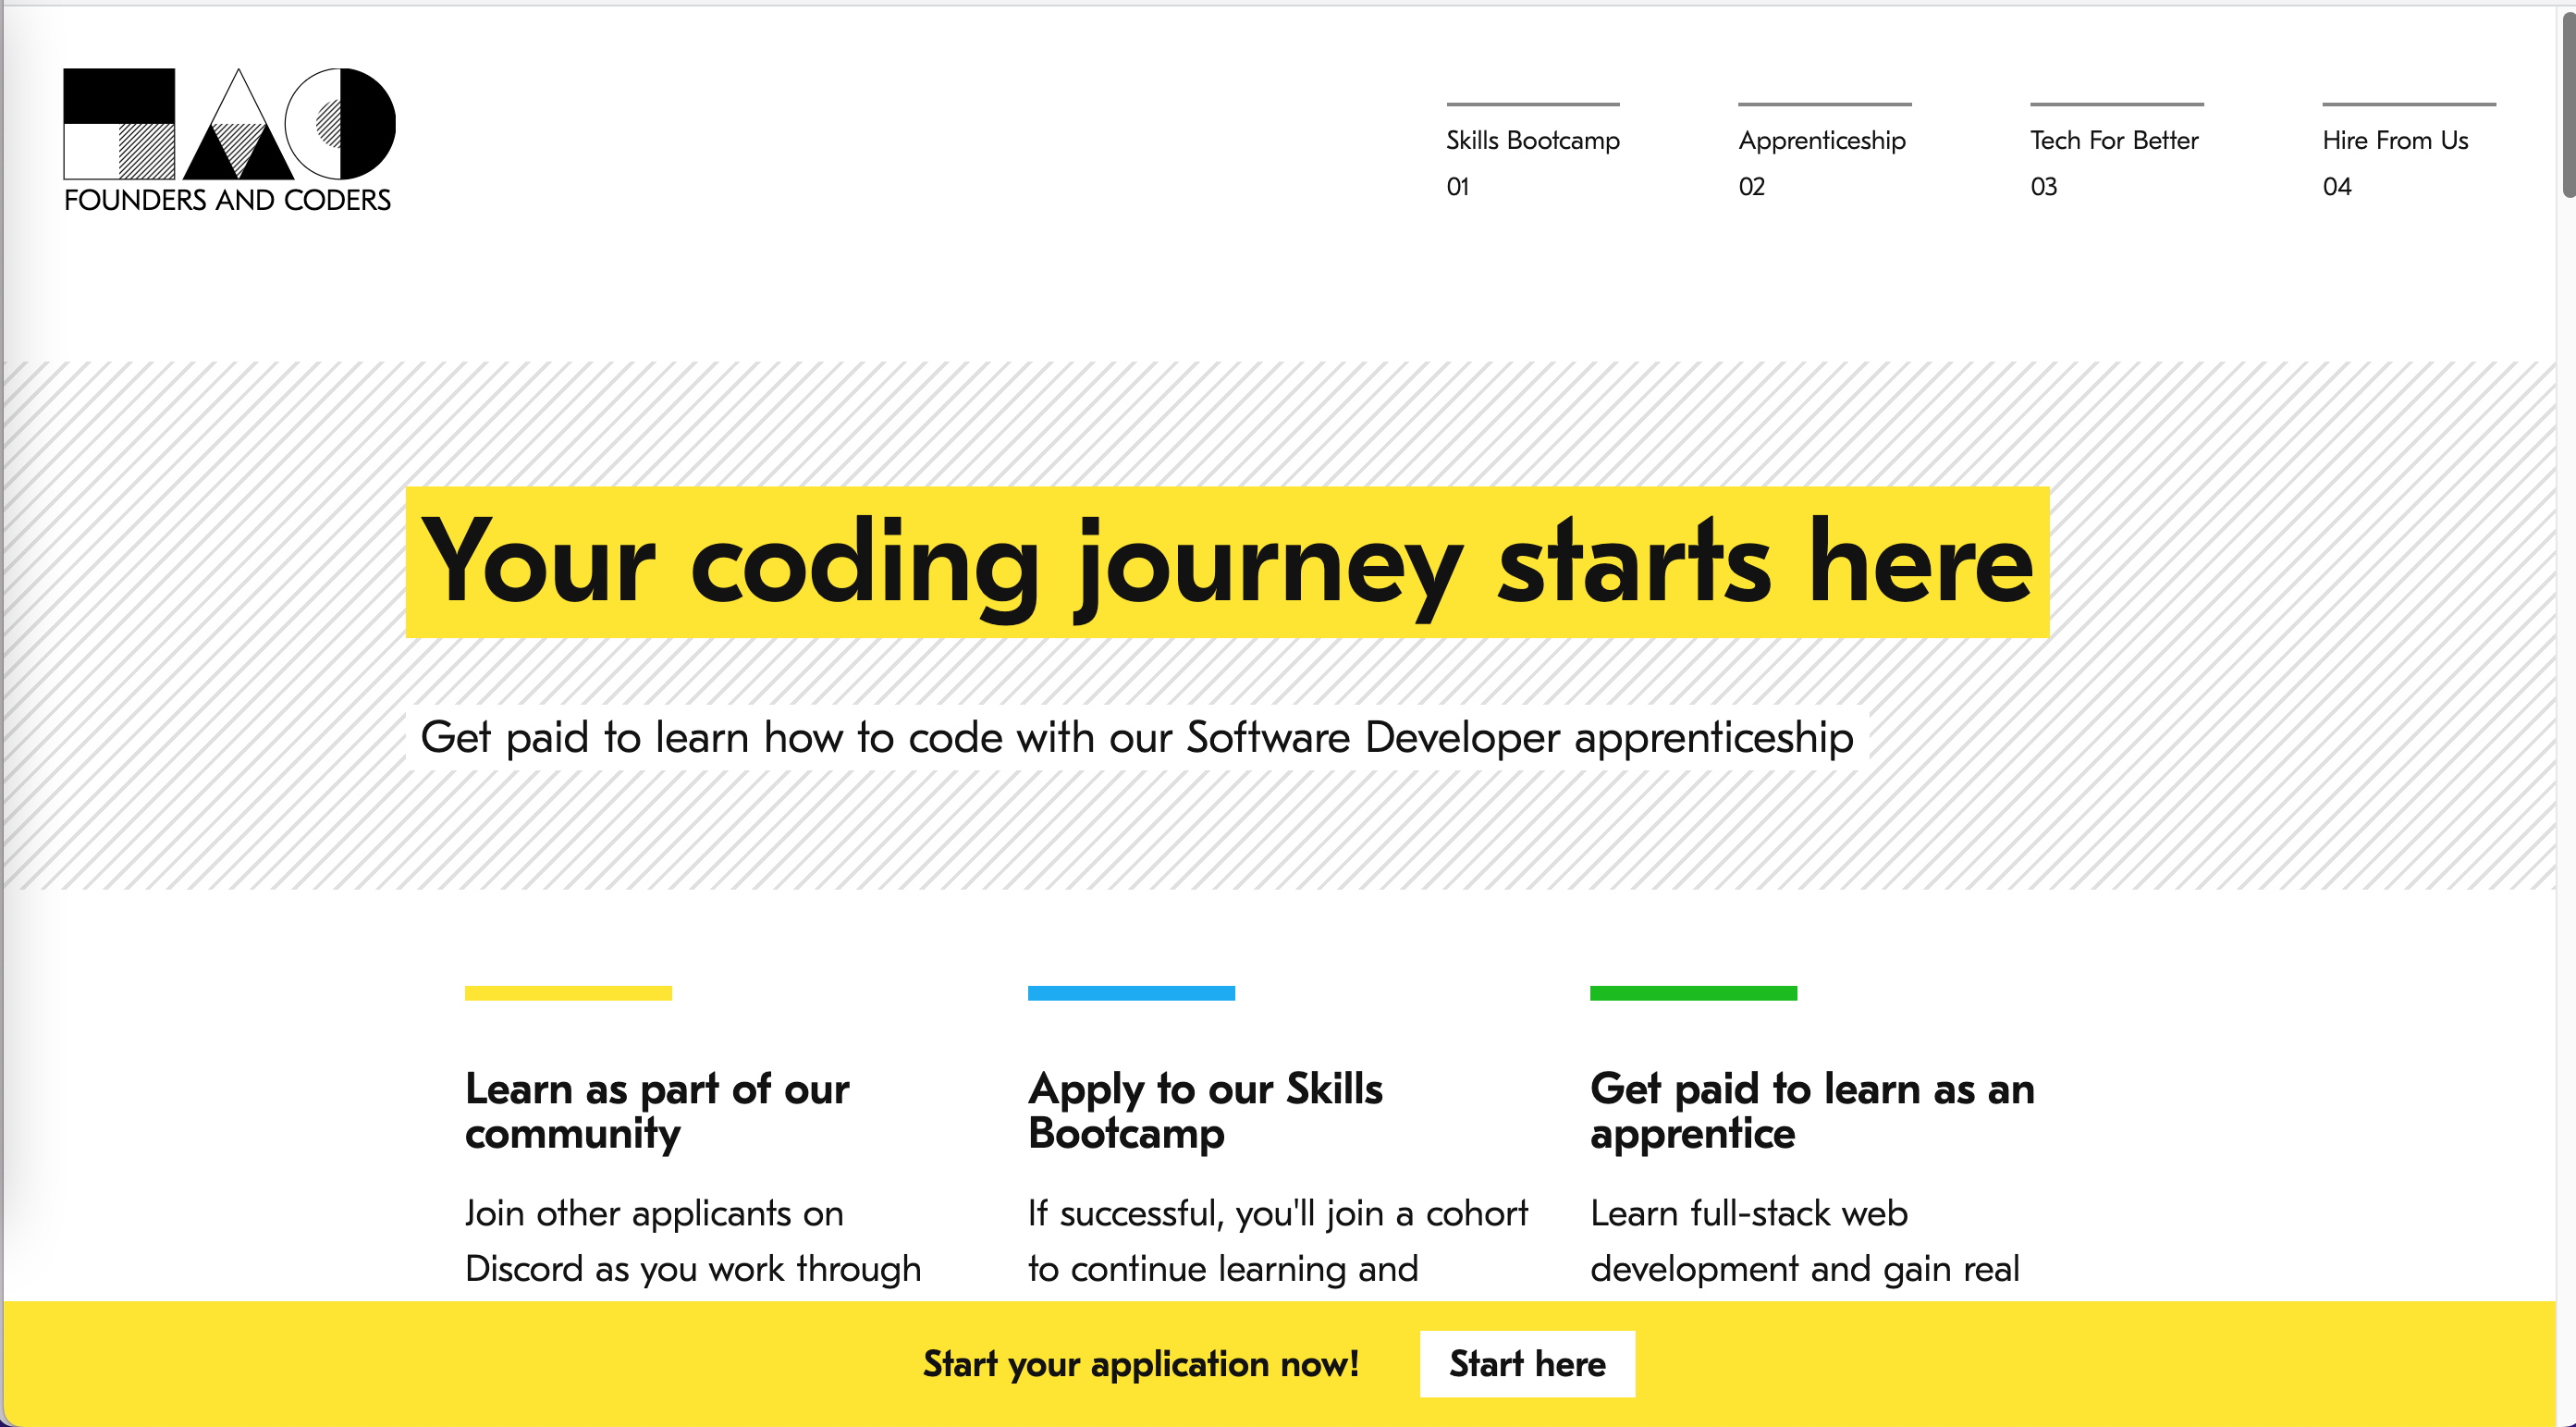 FOUNDERS AND CODERS
Skills Bootcamp
01
Apprenticeship
02
Tech For Better
03
Hire From Us
04
Your coding journey starts here
Get paid to learn how to code with our Software Developer apprenticeship
Learn as part of our
community
Join other applicants on
Discord as you work through
Apply to our Skills
Bootcamp
If successful, you'll join a cohort
to continue learning and
Get paid to learn as an
apprentice
Learn full-stack web
development and gain real
Start your application now!
Start here